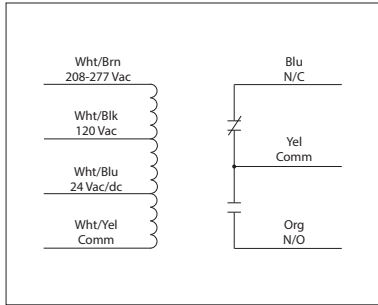 Wht/Brn
208-277 Vac
Wht/Blk
120 Vac
Wht/Blu
24 Vac/dc
Wht/Yel
Comm
Blu
N/C
Yel
Comm
Org
N/O